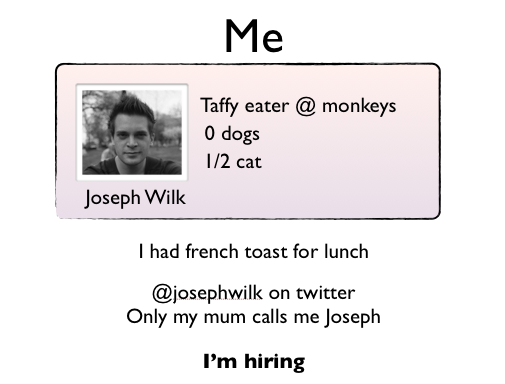 Me
Taffy eater @ monkeys
0 dogs
1/2 cat
Joseph Wilk
I had french toast for lunch
@josephwilk on twitter
Only my mum calls me Joseph
I'm hiring